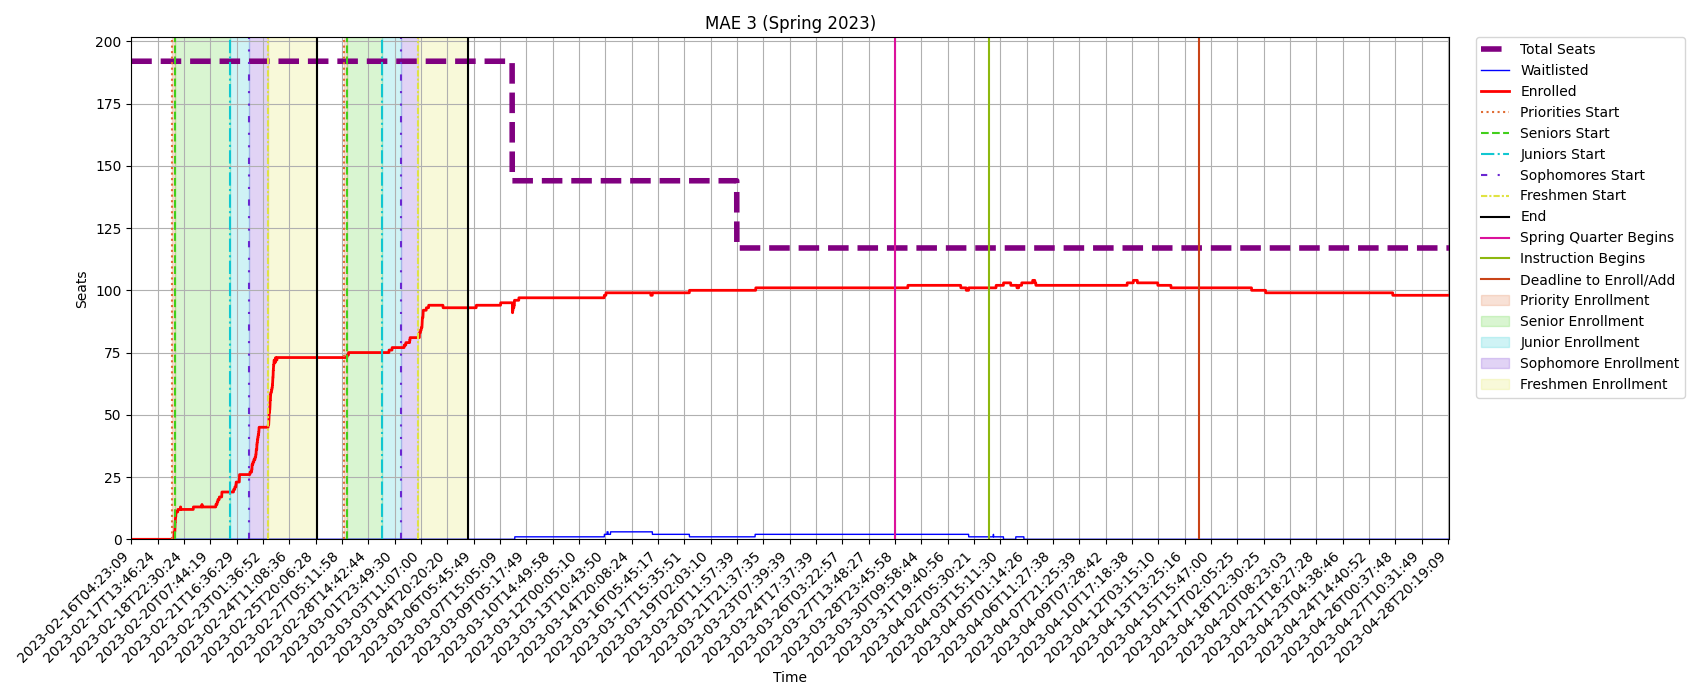 MAE 3 (Spring 2023)
Seats
200
175
150
125
100
75
50
25
0
2023-02-16T04:23:09
2023-02-17T13:46:24
2023-02-18T22:30:24
2023-02-20T07:44:19
2023-02-21T16:36:29
2023-02-23T01:36:52
2023-02-24T11:08:36
2023-02-25T20:06:28
2023-02-27T05:11:58
2023-02-28T14:42:44
2023-03-01T23:49:30
2023-03-03T11:07:00
2023-03-04T20:20:20
2023-03-06T05:45:49
2023-03-07T15:05:09
2023-03-09T05:17:49
2023-03-10T14:49:58
2023-03-12T00:05:10
2023-03-13T10:43:50
2023-03-14T20:08:24
2023-03-16T05:45:17
2023-03-17T15:35:51
2023-03-19T02:03:10
2023-03-20T11:57:39
2023-03-21T21:37:35
2023-03-23T07:39:39
2023-03-24T17:37:39
2023-03-26T03:22:57
2023-03-27T13:48:27
2023-03-28T23:45:58
2023-03-30T09:58:44
2023-03-31T19:40:56
2023-04-02T05:30:21
2023-04-03T15:11:30
2023-04-05T01:14:26
2023-04-06T11:27:38
2023-04-07T21:25:39
2023-04-09T07:28:42
2023-04-10T17:18:38
2023-04-12T03:15:10
2023-04-13T13:25:16
2023-04-15T15:47:00
2023-04-17T02:05:25
2023-04-18T12:30:25
2023-04-20T08:23:03
2023-04-21T18:27:28
2023-04-23T04:38:46
2023-04-24T14:40:52
2023-04-26T00:37:48
2023-04-27T10:31:49
2023-04-28T20:19:09
Time
Total Seats
Waitlisted
Enrolled
Priorities Start
Seniors Start
Juniors Start
Sophomores Start
Freshmen Start
End
Spring Quarter Begins
Instruction Begins
Deadline to Enroll/Add
Priority Enrollment
Senior Enrollment
Junior Enrollment
Sophomore Enrollment
Freshmen Enrollment